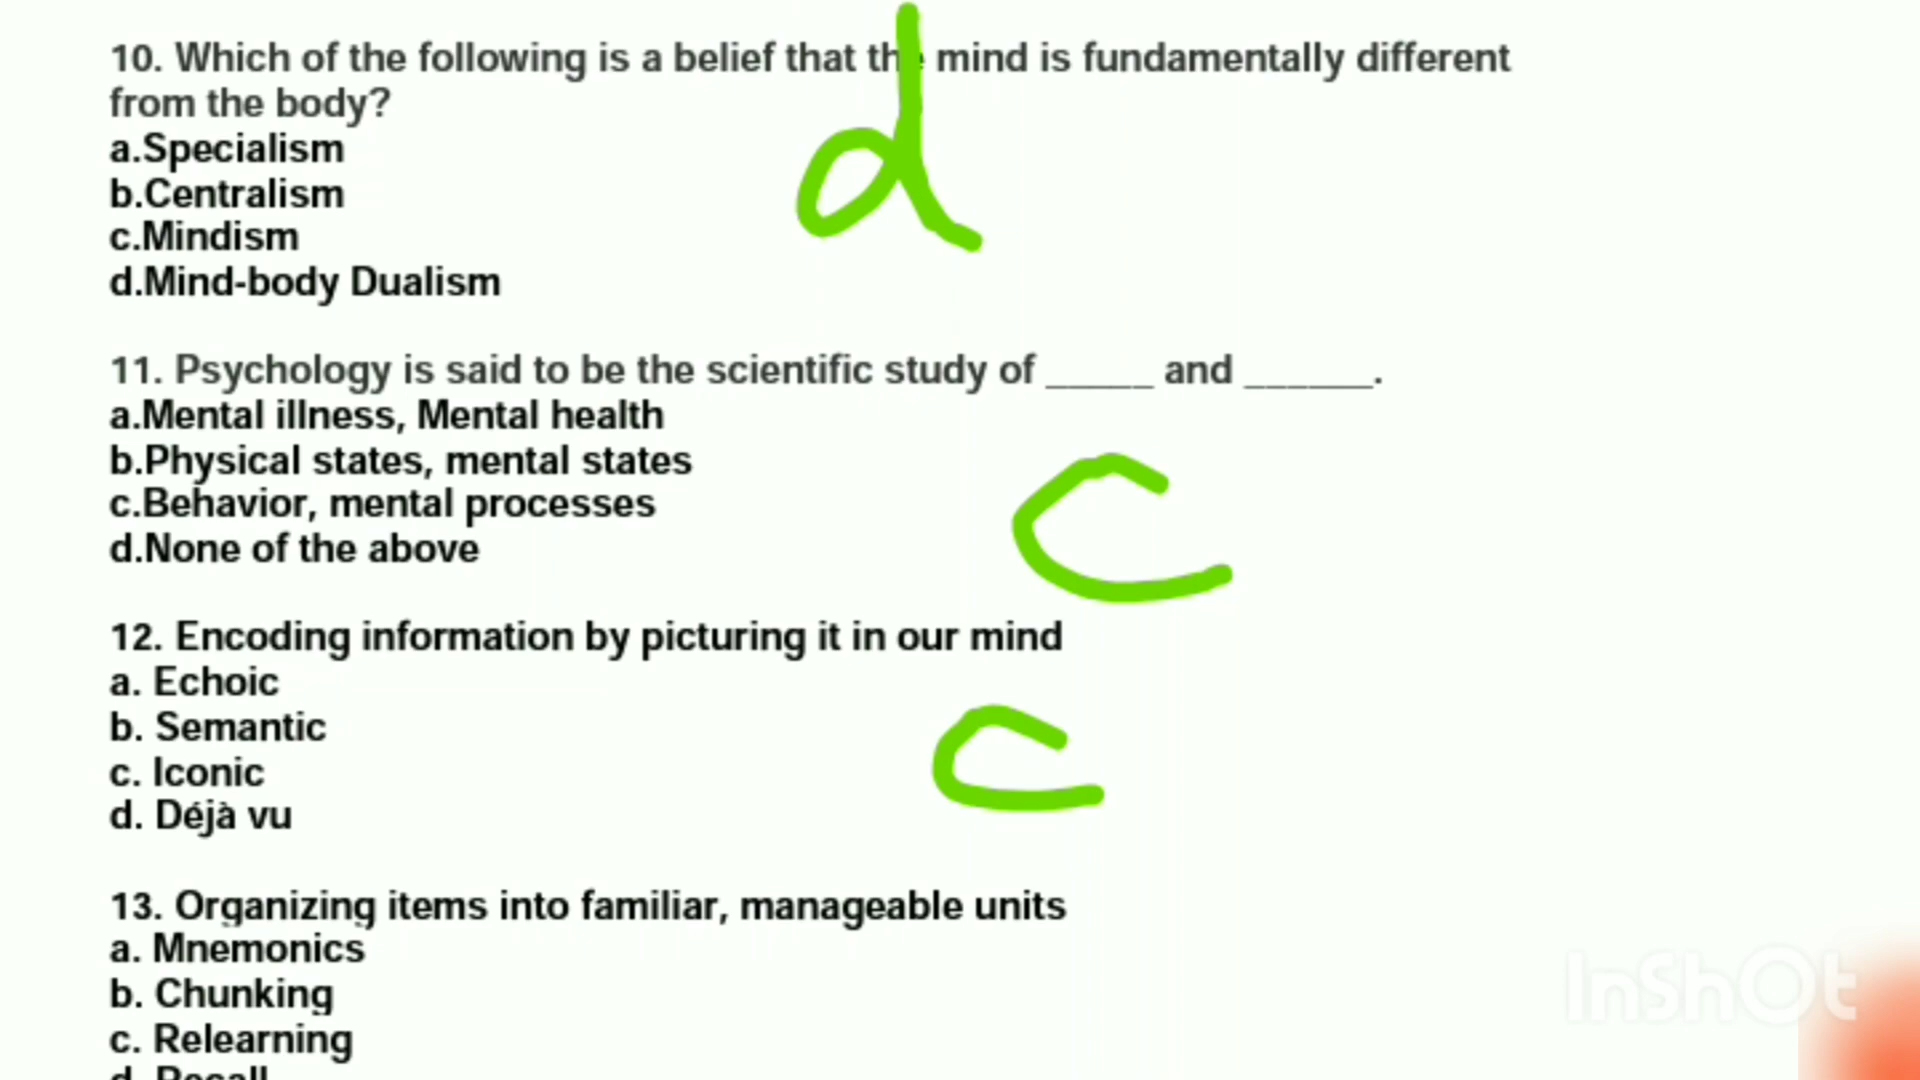 10. Which of the following is a belief that the mind is fundamentally different
from the body?
a.Specialism
b.Centralism
c.Mindism
d.Mind-body Dualism
d
11. Psychology is said to be the scientific study of _____ and ______.
a.Mental illness, Mental health
b.Physical states, mental states
c.Behavior, mental processes
d.None of the above
c
12. Encoding information by picturing it in our mind
a. Echoic
b. Semantic
c. Iconic
d. Déjà vu
c
13. Organizing items into familiar, manageable units
a. Mnemonics
b. Chunking
c. Relearning
d. Recall
InShOt